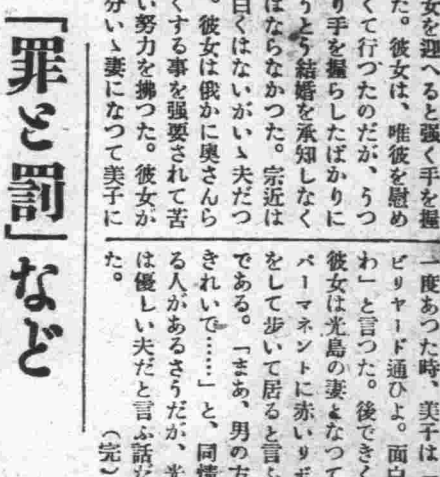 女を迎へると强く手を握
た。彼女は、唯彼を慰め
くて行つたのだが、うつ
り手を握らしたばかりに
うとう結婚を承知しなく
はならなかつた。宗近は
白くはないがいゝ夫だつ
。彼女は俄かに奥さんら
くする事を强要されて苦
い努力を拂つた。彼女が
分いゝ妻になつて美子に
一度あつた時、美子は「
ビリヤード通ひよ。面白
わ」と言つた。後できく
彼女は光島の妻となつて
パーマネントに赤いリボ
をして步いて居ると言ふ
である。「まあ、男の方
きれいで……」と、同情
る人があるさうだが、光
は優しい夫だと言ふ話だ
た。
(完)
「罪と罰」など